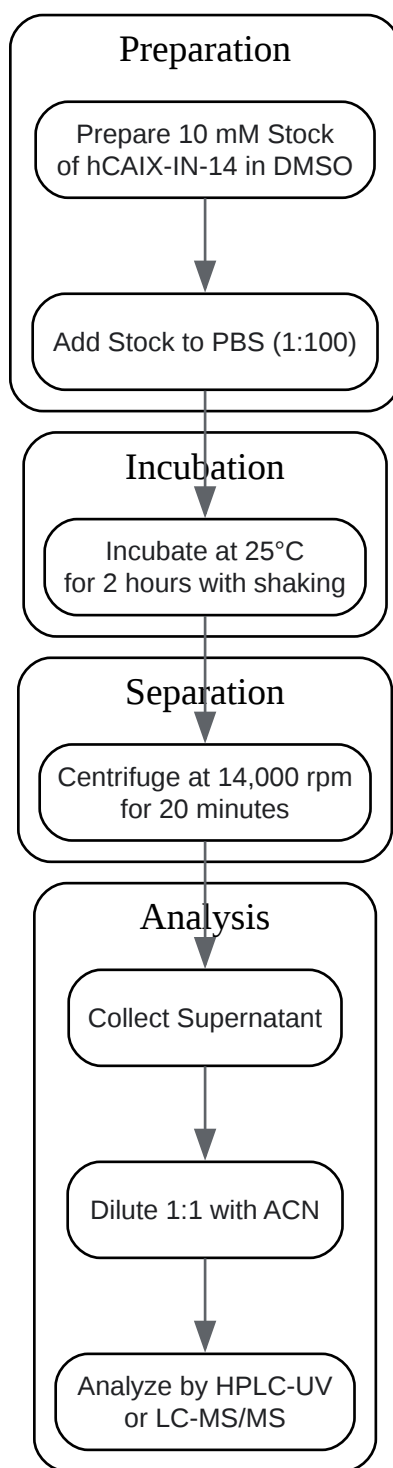 Preparation
Prepare 10 mM Stock
of hCAIX-IN-14 in DMSO
Add Stock to PBS (1:100)
Incubation
Incubate at 25°C
for 2 hours with shaking
Separation
Centrifuge at 14,000 rpm
for 20 minutes
Analysis
Collect Supernatant
Dilute 1:1 with ACN
Analyze by HPLC-UV
or LC-MS/MS